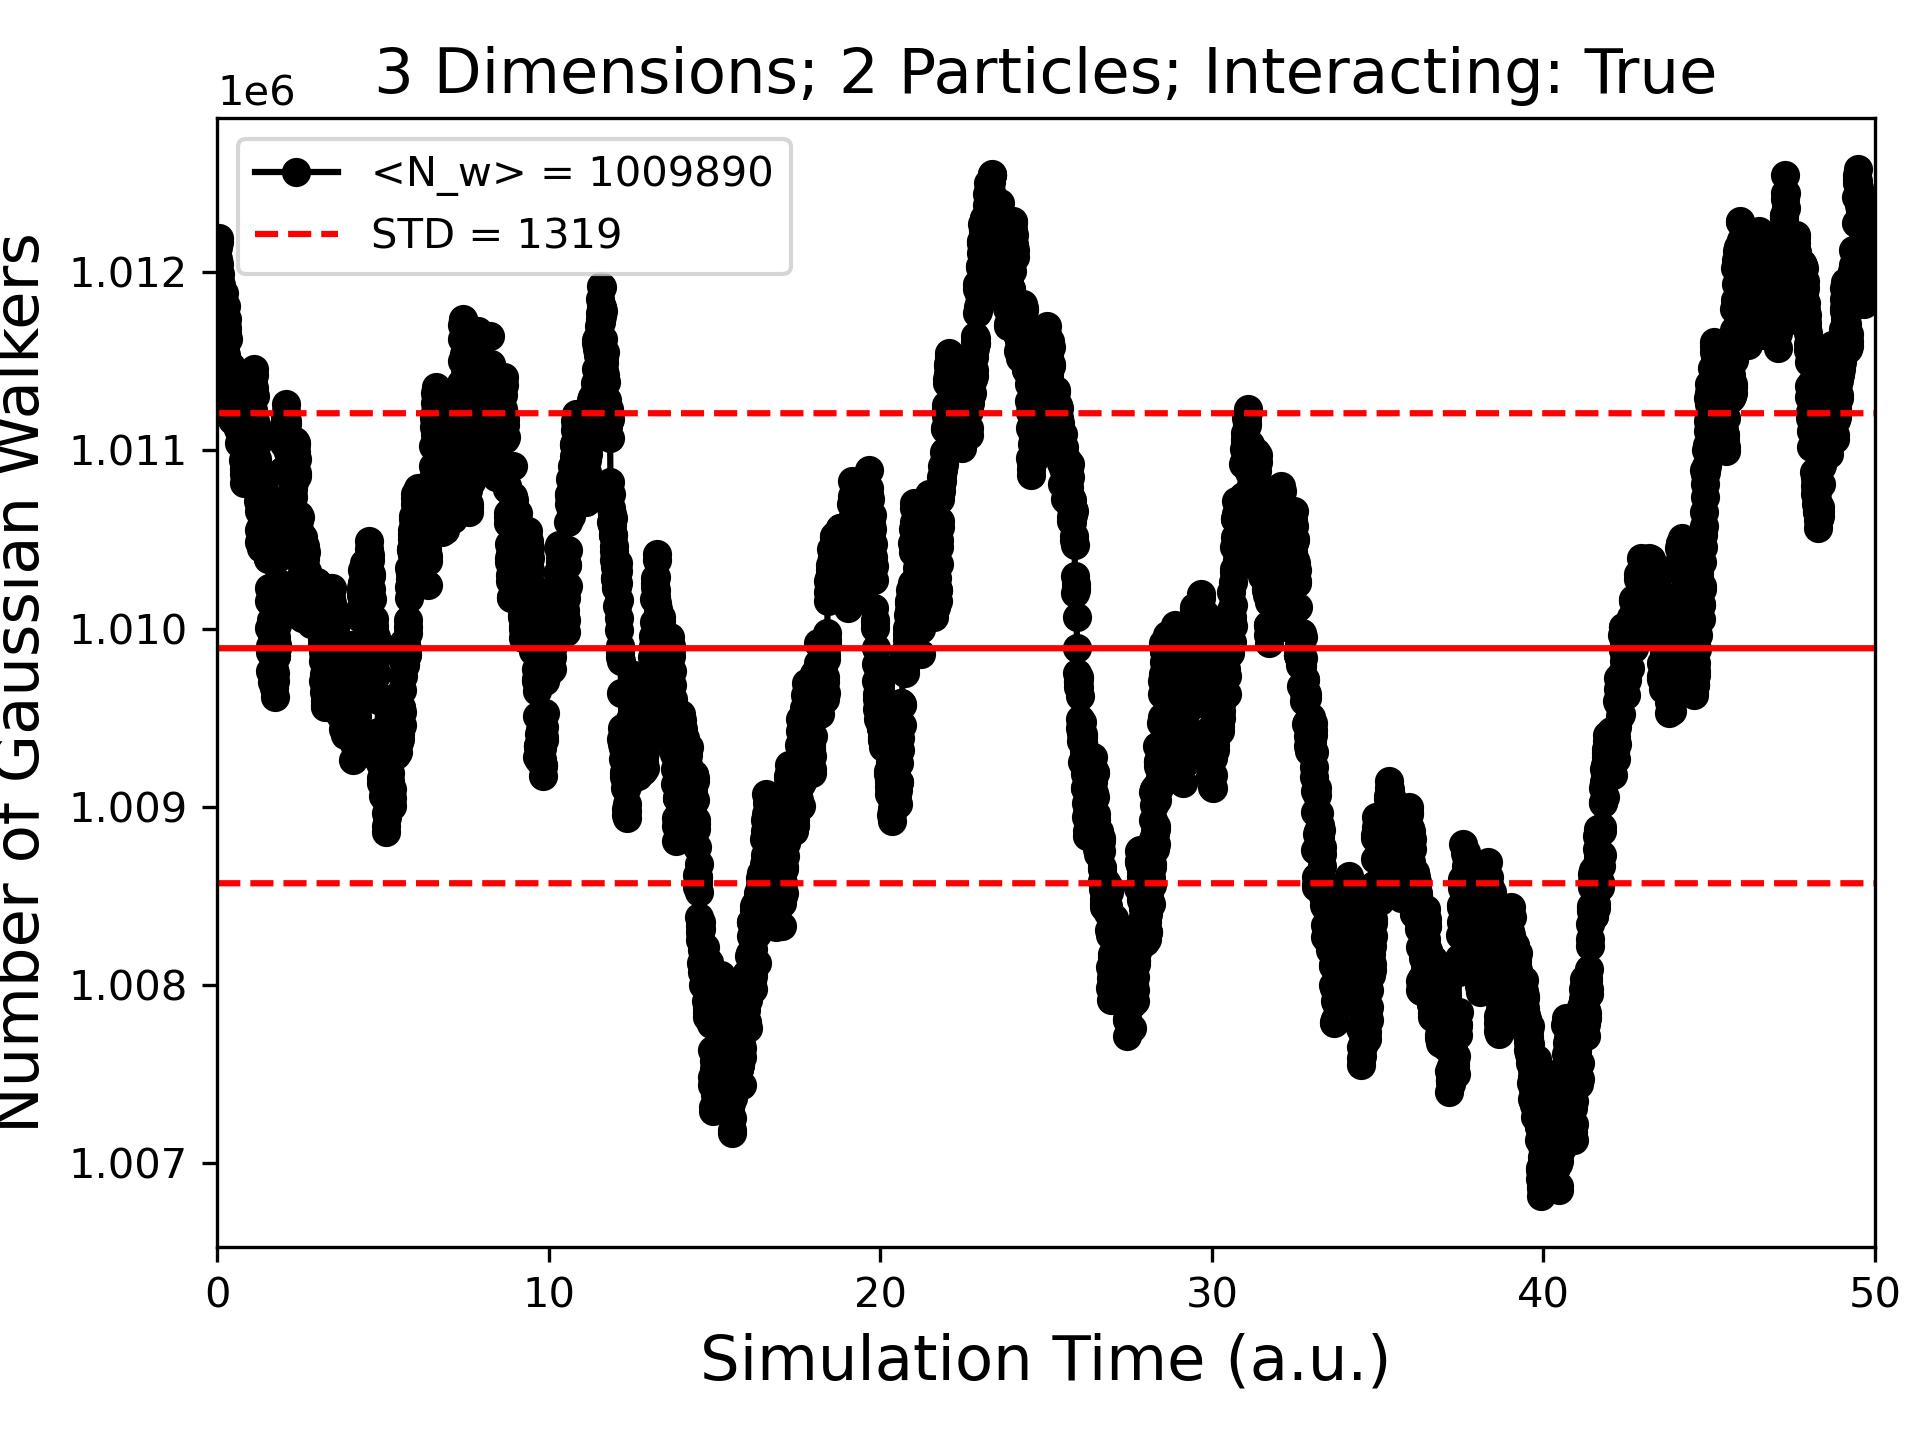 3 Dimensions; 2 Particles; Interacting: True
1e6
<N_w> = 1009890
STD = 1319
Number of Gaussian Walkers
1.012
1.011
1.010
1.009
1.008
1.007
0 10 20 30 40 50
Simulation Time (a.u.)